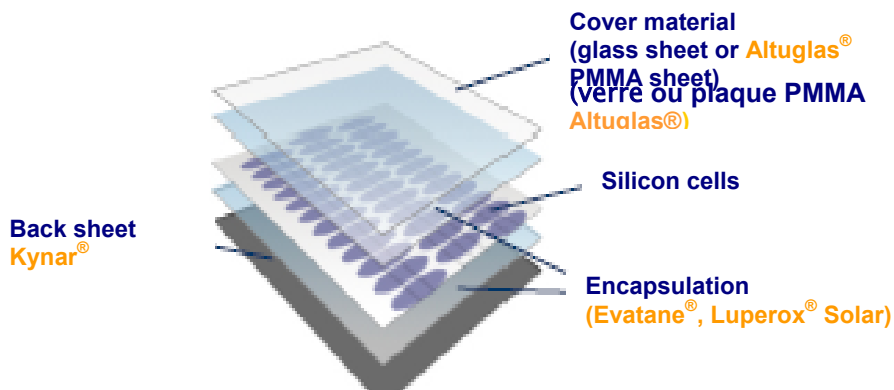 Cover material
(glass sheet or Altuglas®
PMMA sheet)
(verre ou plaque PMMA
Altuglas®)
Silicon cells
Back sheet
Kynar®
Encapsulation
(Evatane®, Luperox® Solar)